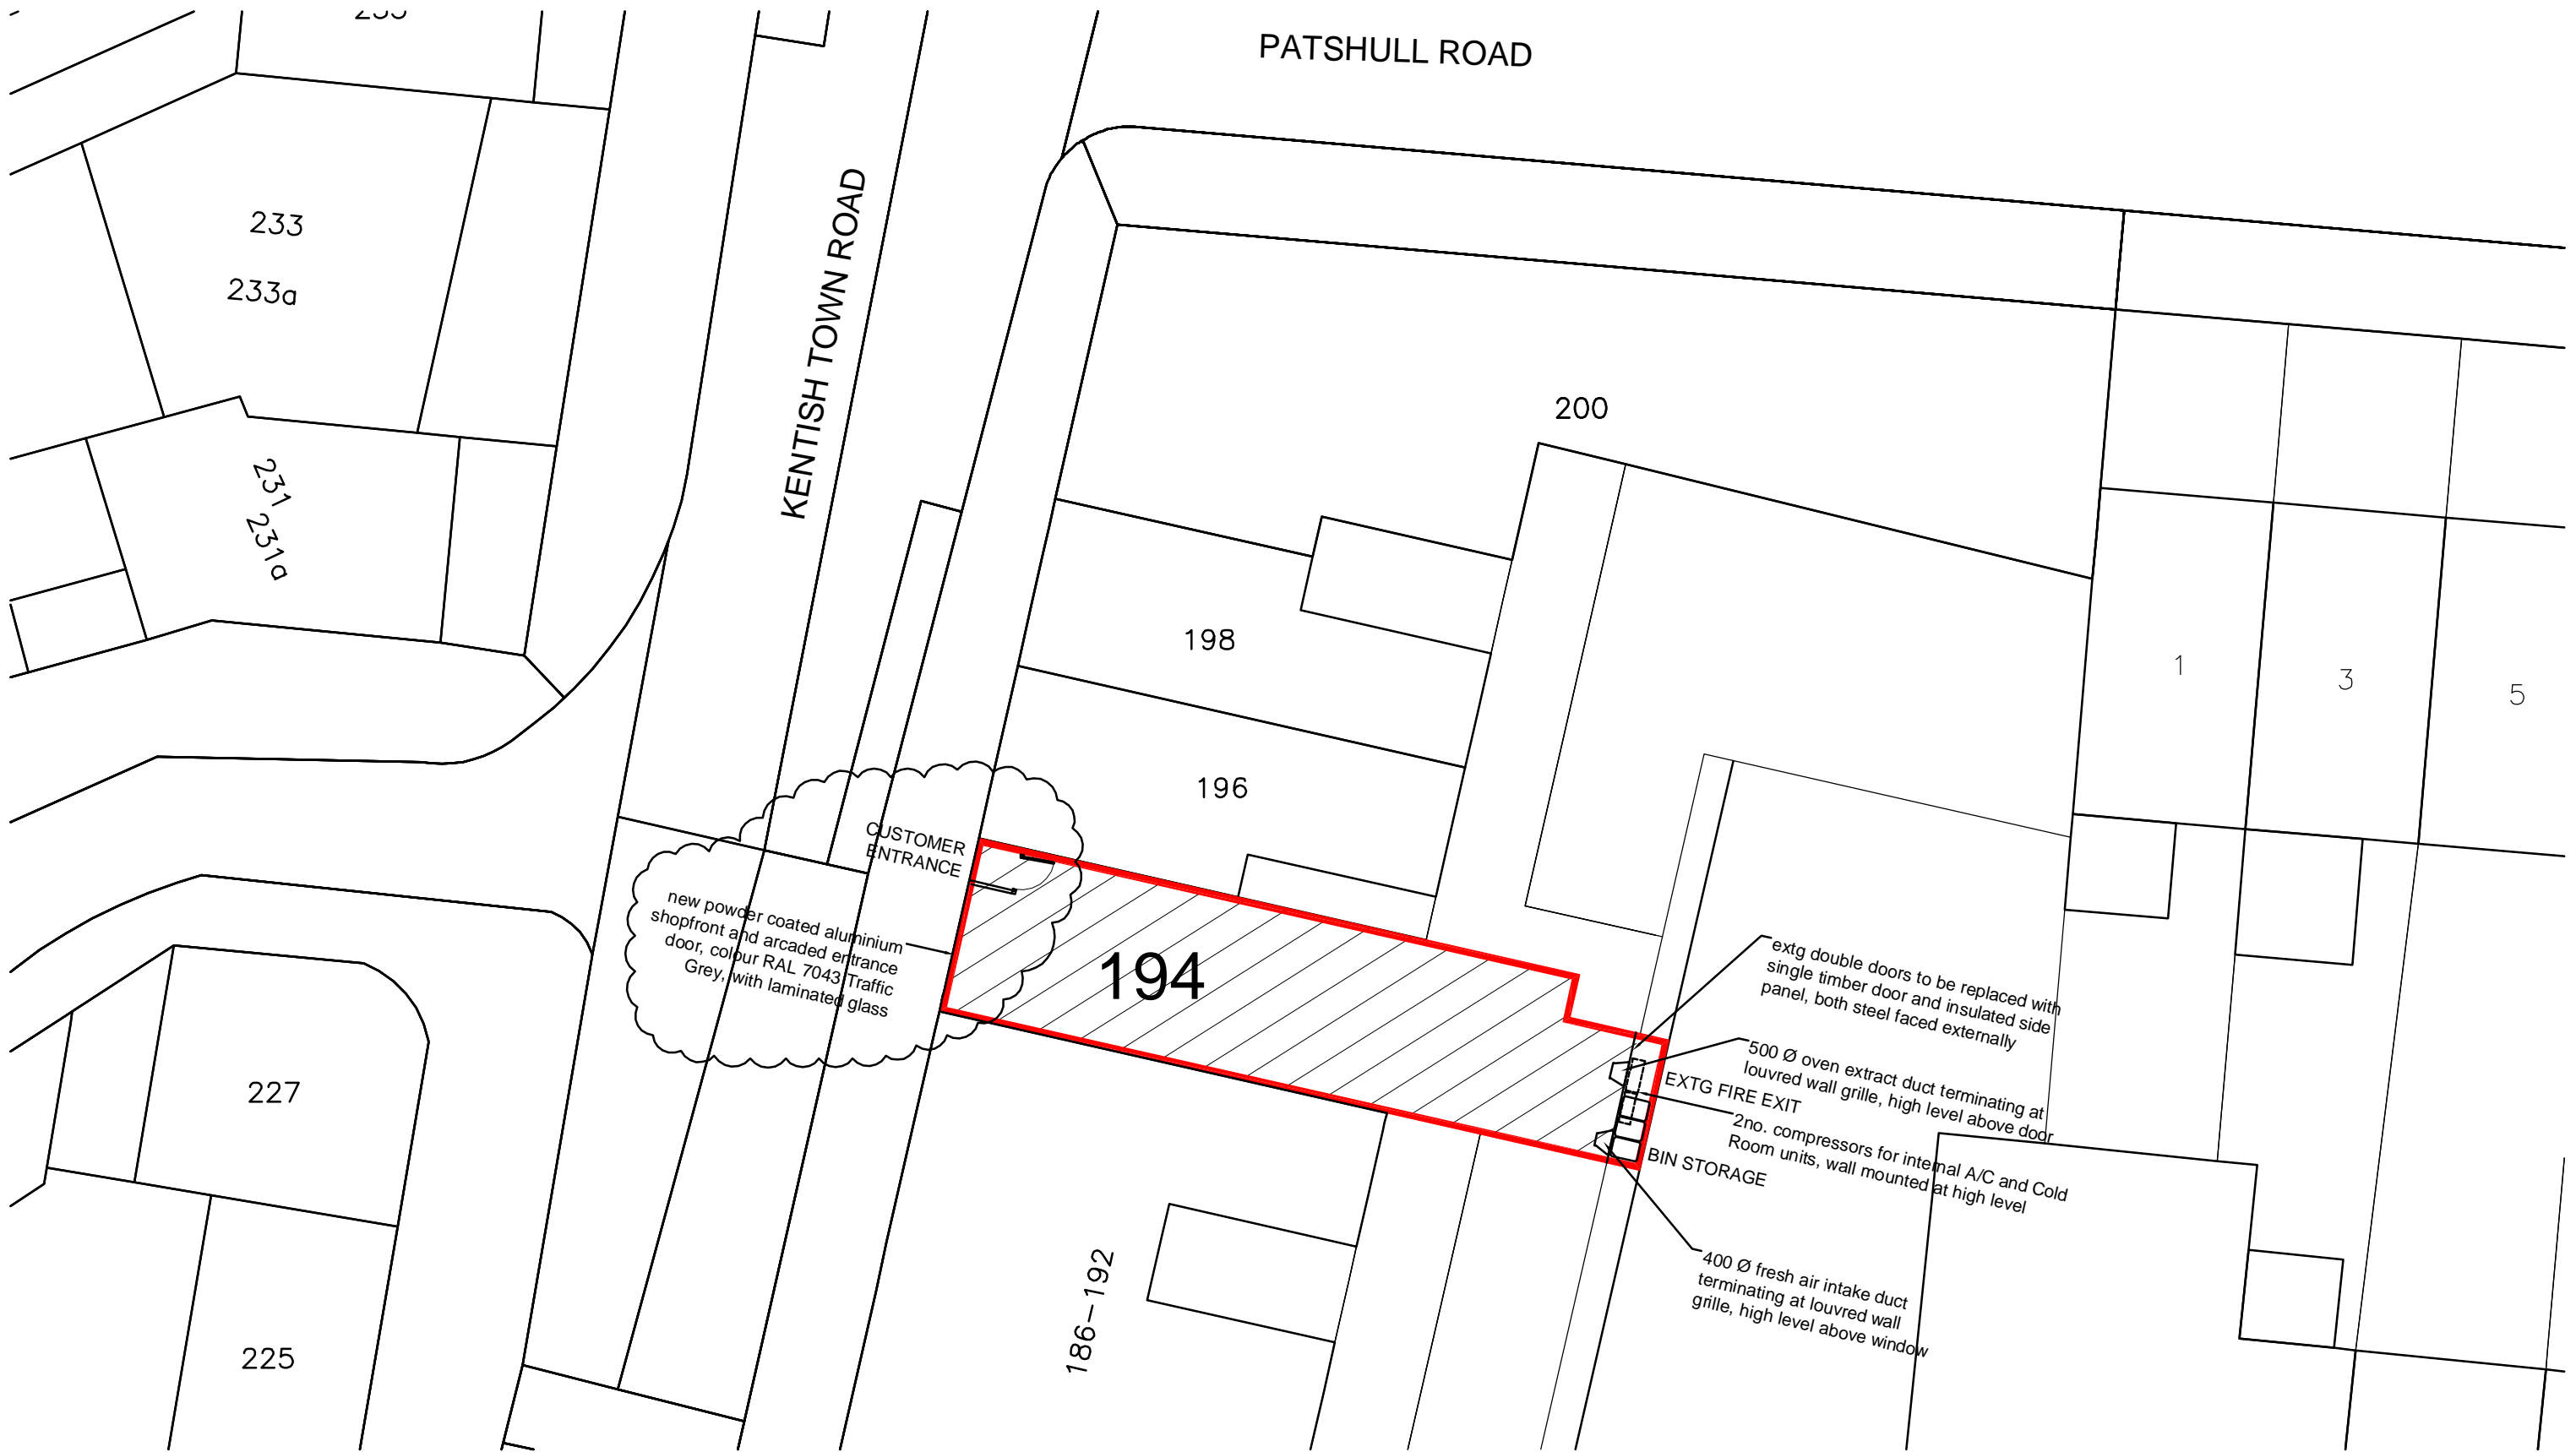 PATSHULL ROAD
KENTISH TOWN ROAD
233
233a
231
231a
200
198
196
1
3
5
CUSTOMER
ENTRANCE
new powder coated aluminium
shopfront and arcaded entrance
door, colour RAL 7043 Traffic
Grey, with laminated glass
194
extg double doors to be replaced with
single timber door and insulated side
panel, both steel faced externally
500 Ø oven extract duct terminating at
louvred wall grille, high level above door
EXTG FIRE EXIT
2no. compressors for internal A/C and Cold
Room units, wall mounted at high level
BIN STORAGE
400 Ø fresh air intake duct
terminating at louvred wall
grille, high level above window
227
225
186–192